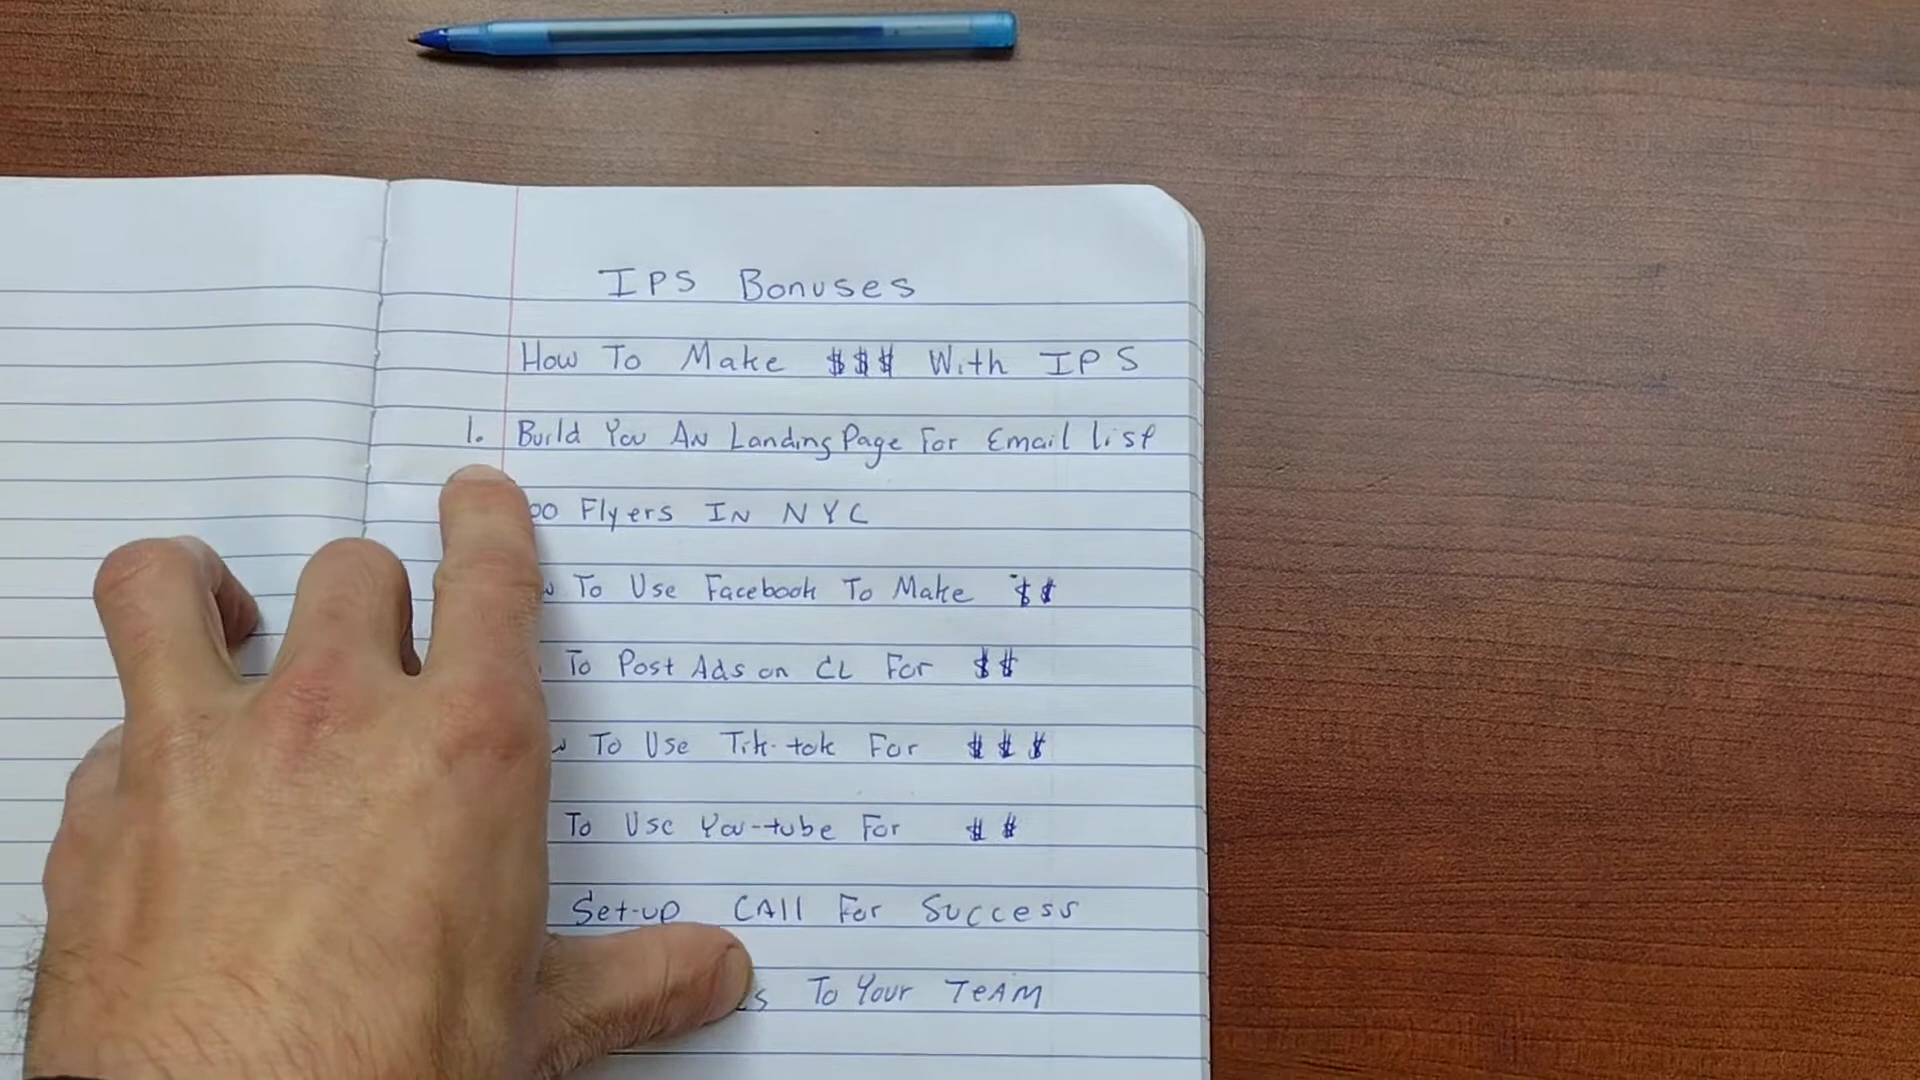 IPS Bonuses
How To Make $$$ With IPS
1. Build You An Landing Page For Email list
Flyers IN NYC
To Use Facebook To Make $$
To Post Ads on CL For $$
To Use Tik-tok For $$$
To Use You-tube For $$
Set-up CAll For Success
To Your TeAM